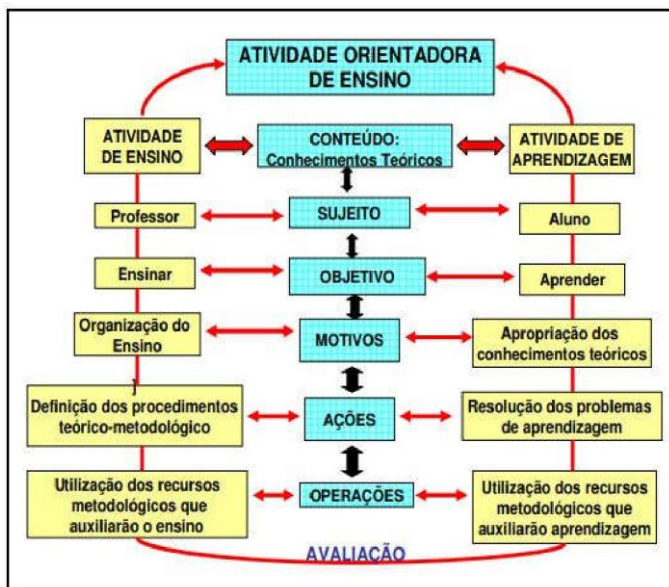 ATIVIDADE ORIENTADORA
DE ENSINO
ATIVIDADE
DE ENSINO
CONTEÚDO:
Conhecimentos Teóricos
ATIVIDADE DE
APRENDIZAGEM
Professor
SUJEITO
Aluno
Ensinar
OBJETIVO
Aprender
Organização do
Ensino
MOTIVOS
Apropriação dos
conhecimentos teóricos
Definição dos procedimentos
teórico-metodológico
AÇÕES
Resolução dos problemas
de aprendizagem
Utilização dos recursos
metodológicos que
auxiliarão o ensino
OPERAÇÕES
Utilização dos recursos
metodológicos que
auxiliarão aprendizagem
AVALIAÇÃO